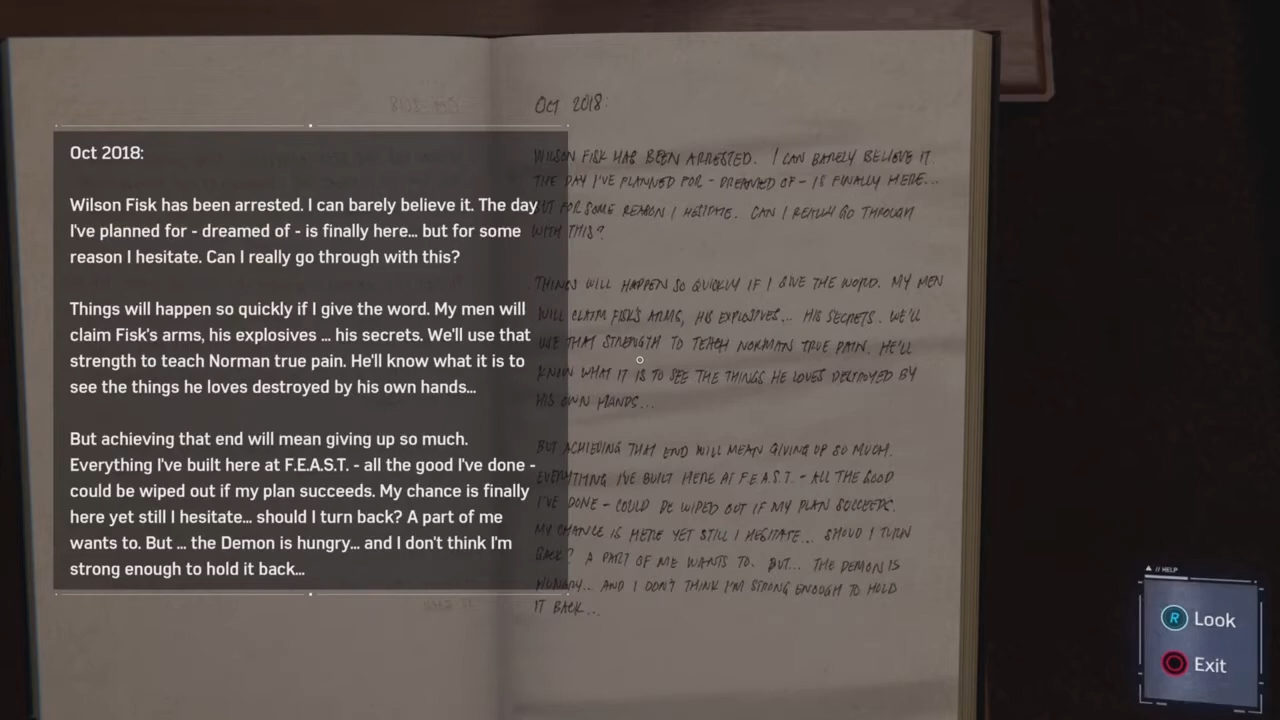 Oct 2018:
Wilson Fisk has been arrested. I can barely believe it. The day
I've planned for - dreamed of - is finally here... but for some
reason I hesitate. Can I really go through with this?
Things will happen so quickly if I give the word. My men will
claim Fisk's arms, his explosives ... his secrets. We'll use that
strength to teach Norman true pain. He'll know what it is to
see the things he loves destroyed by his own hands...
But achieving that end will mean giving up so much.
Everything I've built here at F.E.A.S.T. - all the good I've done -
could be wiped out if my plan succeeds. My chance is finally
here yet still I hesitate... should I turn back? A part of me
wants to. But ... the Demon is hungry... and I don't think I'm
strong enough to hold it back...
OCT 2018:
WILSON FISK HAS BEEN ARRESTED. I CAN BARELY BELIEVE IT.
THE DAY I'VE PLANNED FOR - DREAMED OF - IS FINALLY HERE...
BUT FOR SOME REASON I HESITATE. CAN I REALLY GO THROUGH
WITH THIS?
THINGS WILL HAPPEN SO QUICKLY IF I GIVE THE WORD. MY MEN
WILL CLAIM FISK'S ARMS, HIS EXPLOSIVES... HIS SECRETS. WE'LL
USE THAT STRENGTH TO TEACH NORMAN TRUE PAIN. HE'LL
KNOW WHAT IT IS TO SEE THE THINGS HE LOVES DESTROYED BY
HIS OWN HANDS...
BUT ACHIEVING THAT END WILL MEAN GIVING UP SO MUCH.
EVERYTHING I'VE BUILT HERE AT F.E.A.S.T. - ALL THE GOOD
I'VE DONE - COULD BE WIPED OUT IF MY PLAN SUCCEEDS.
MY CHANCE IS HERE YET STILL I HESITATE... SHOULD I TURN
BACK? A PART OF ME WANTS TO. BUT... THE DEMON IS
HUNGRY... AND I DON'T THINK I'M STRONG ENOUGH TO HOLD
IT BACK...
▲ // HELP
R Look
Exit